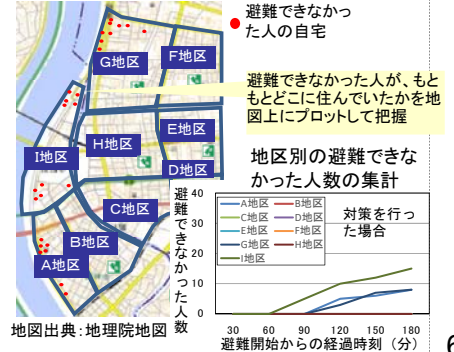 避難できなかっ
た人の自宅
G地区
F地区
避難できなかった人が、もと
もとどこに住んでいたかを地
図上にプロットして把握
H地区
E地区
I地区
D地区
C地区
B地区
A地区
地図出典:地理院地図
地区別の避難できな
かった人数の集計
避難できなかった人数
40
30
20
10
0
A地区
B地区
C地区
D地区
E地区
F地区
G地区
H地区
I地区
対策を行っ
た場合
30 60 90 120 150 180
避難開始からの経過時刻(分)